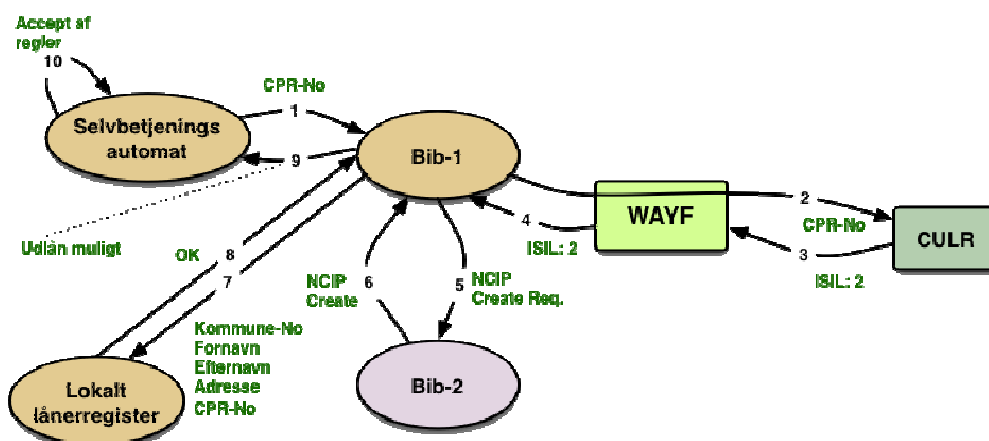 Accept af
regler
10
CPR-No
1
Selvbetjenings
automat
9
Bib-1
WAYF
2
CPR-No
CULR
3
ISIL: 2
4
ISIL: 2
Udlån muligt
OK
8
7
NCIP
Create
6
5
NCIP
Create Req.
Kommune-No
Fornavn
Efternavn
Adresse
CPR-No
Lokalt
lånerregister
Bib-2